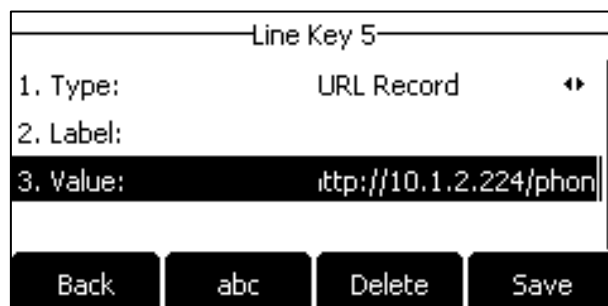 Line Key 5
1. Type: URL Record
2. Label:
3. Value: ttp://10.1.2.224/phon
Back abc Delete Save